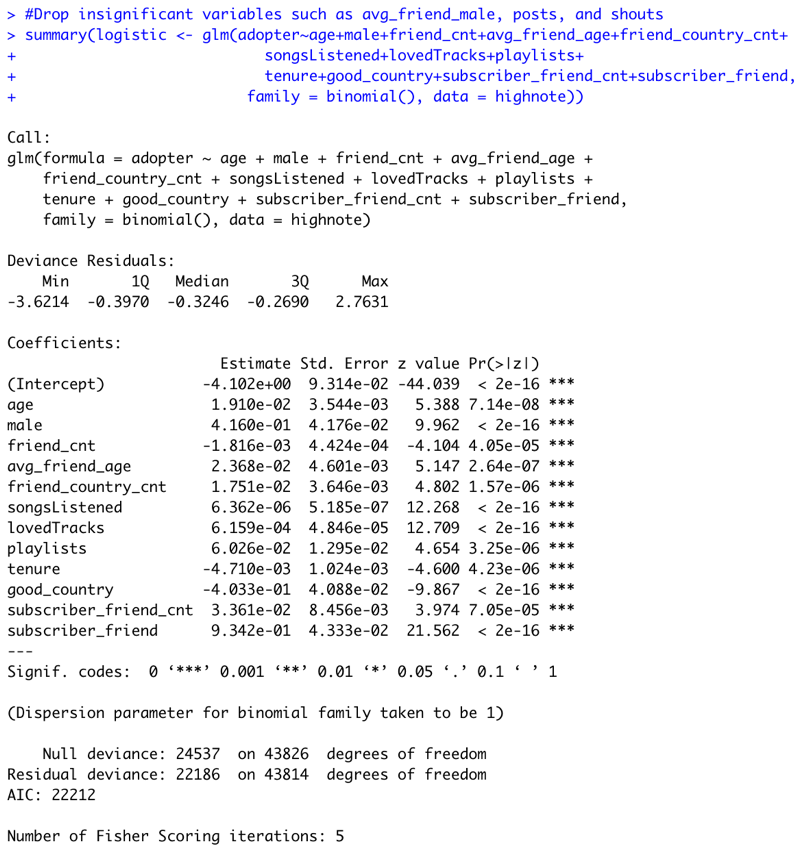 > #Drop insignificant variables such as avg_friend_male, posts, and shouts
> summary(logistic <- glm(adopter~age+male+friend_cnt+avg_friend_age+friend_country_cnt+
+                           songsListened+lovedTracks+playlists+
+                           tenure+good_country+subscriber_friend_cnt+subscriber_friend,
+                         family = binomial(), data = highnote))

Call:
glm(formula = adopter ~ age + male + friend_cnt + avg_friend_age +
    friend_country_cnt + songsListened + lovedTracks + playlists +
    tenure + good_country + subscriber_friend_cnt + subscriber_friend,
    family = binomial(), data = highnote)

Deviance Residuals:
    Min      1Q  Median      3Q     Max
-3.6214 -0.3970 -0.3246 -0.2690  2.7631

Coefficients:
                        Estimate Std. Error z value Pr(>|z|)
(Intercept)           -4.102e+00  9.314e-02 -44.039  < 2e-16 ***
age                    1.910e-02  3.544e-03   5.388 7.14e-08 ***
male                   4.160e-01  4.176e-02   9.962  < 2e-16 ***
friend_cnt            -1.816e-03  4.424e-04  -4.104 4.05e-05 ***
avg_friend_age         2.368e-02  4.601e-03   5.147 2.64e-07 ***
friend_country_cnt     1.751e-02  3.646e-03   4.802 1.57e-06 ***
songsListened          6.362e-06  5.185e-07  12.268  < 2e-16 ***
lovedTracks            6.159e-04  4.846e-05  12.709  < 2e-16 ***
playlists              6.026e-02  1.295e-02   4.654 3.25e-06 ***
tenure                -4.710e-03  1.024e-03  -4.600 4.23e-06 ***
good_country          -4.033e-01  4.088e-02  -9.867  < 2e-16 ***
subscriber_friend_cnt  3.361e-02  8.456e-03   3.974 7.05e-05 ***
subscriber_friend      9.342e-01  4.333e-02  21.562  < 2e-16 ***
---
Signif. codes:  0 ‘***’ 0.001 ‘**’ 0.01 ‘*’ 0.05 ‘.’ 0.1 ‘ ’ 1

(Dispersion parameter for binomial family taken to be 1)

    Null deviance: 24537  on 43826  degrees of freedom
Residual deviance: 22186  on 43814  degrees of freedom
AIC: 22212

Number of Fisher Scoring iterations: 5